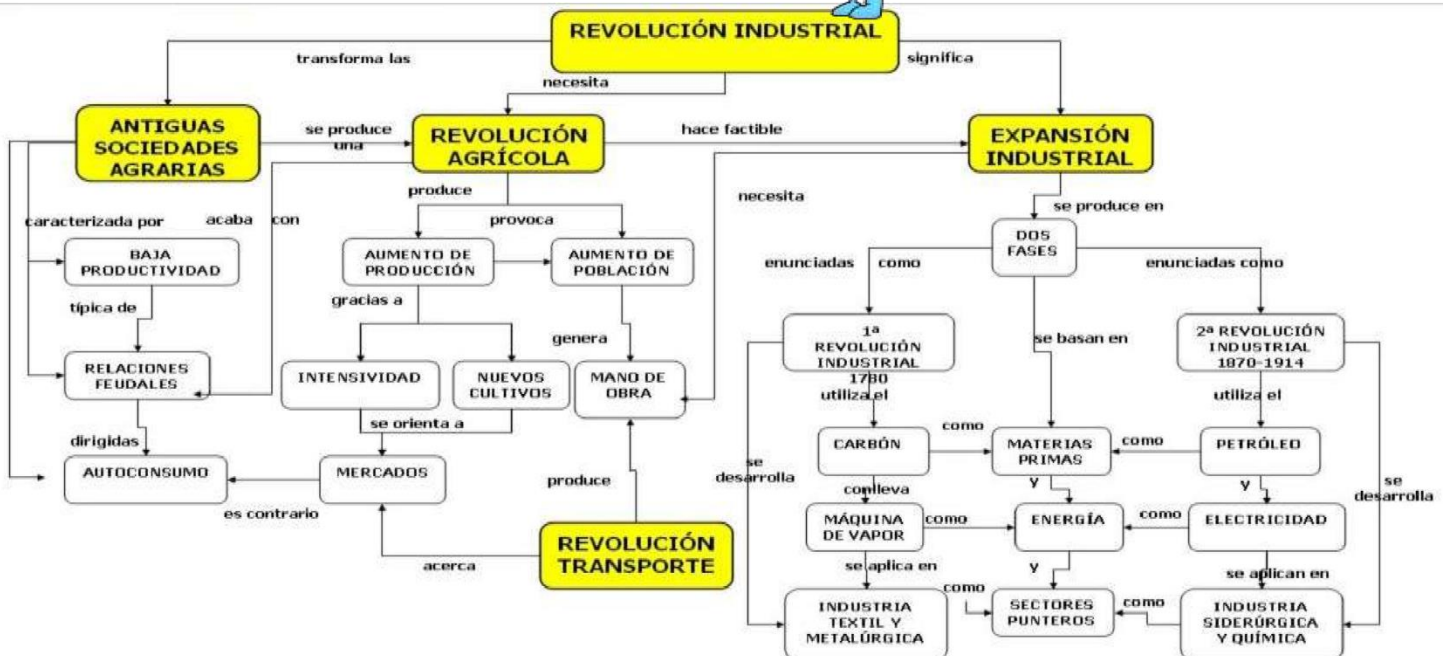 REVOLUCIÓN INDUSTRIAL
transforma las
significa
necesita
ANTIGUAS
SOCIEDADES
AGRARIAS
se produce
una
REVOLUCIÓN
AGRÍCOLA
hace factible
EXPANSIÓN
INDUSTRIAL
produce
necesita
caracterizada por
acaba con
provoca
se produce en
BAJA
PRODUCTIVIDAD
AUMENTO DE
PRODUCCIÓN
AUMENTO DE
POBLACIÓN
DOS
FASES
enunciadas como
enunciadas como
típica de
gracias a
genera
1ª
REVOLUCIÓN
INDUSTRIAL
1780
se basan en
2ª REVOLUCIÓN
INDUSTRIAL
1870-1914
RELACIONES
FEUDALES
INTENSIVIDAD
NUEVOS
CULTIVOS
MANO DE
OBRA
utiliza el
utiliza el
se orienta a
dirigidas
CARBÓN
como
MATERIAS
PRIMAS
como
PETRÓLEO
AUTOCONSUMO
MERCADOS
se
desarrolla
conlleva
y
y
se
desarrolla
es contrario
produce
MÁQUINA
DE VAPOR
como
ENERGÍA
como
ELECTRICIDAD
REVOLUCIÓN
TRANSPORTE
acerca
se aplica en
y
se aplican en
como
como
INDUSTRIA
TEXTIL Y
METALÚRGICA
SECTORES
PUNTEROS
INDUSTRIA
SIDERÚRGICA
Y QUÍMICA